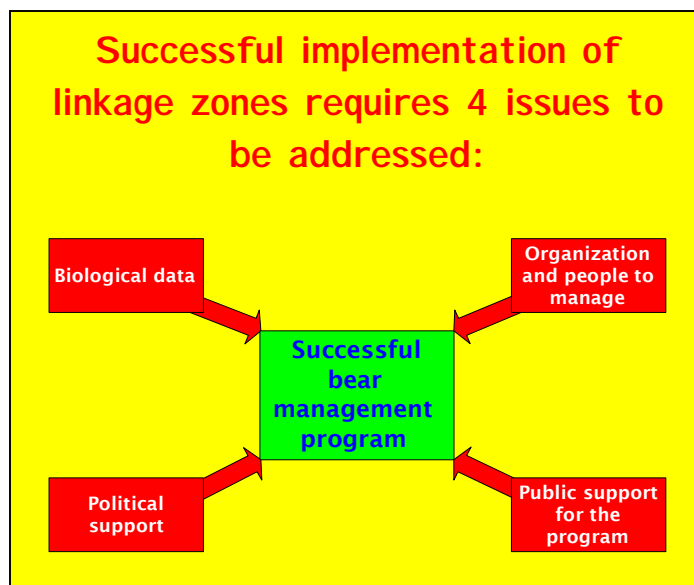 Successful implementation of
linkage zones requires 4 issues to
be addressed:
Biological data
Organization
and people to
manage
Successful
bear
management
program
Political
support
Public support
for the
program